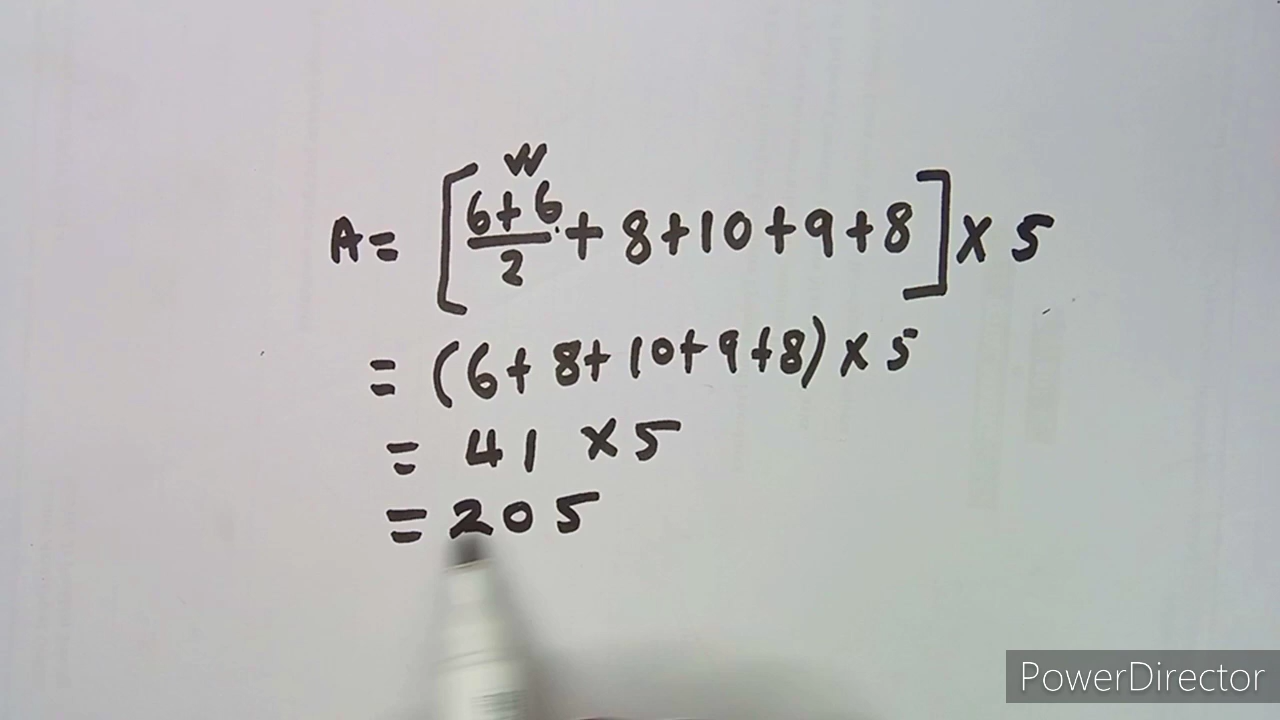 W
A = [6+6/2 + 8+10+9+8] × 5
= (6+8+10+9+8) × 5
= 41 × 5
= 205
PowerDirector